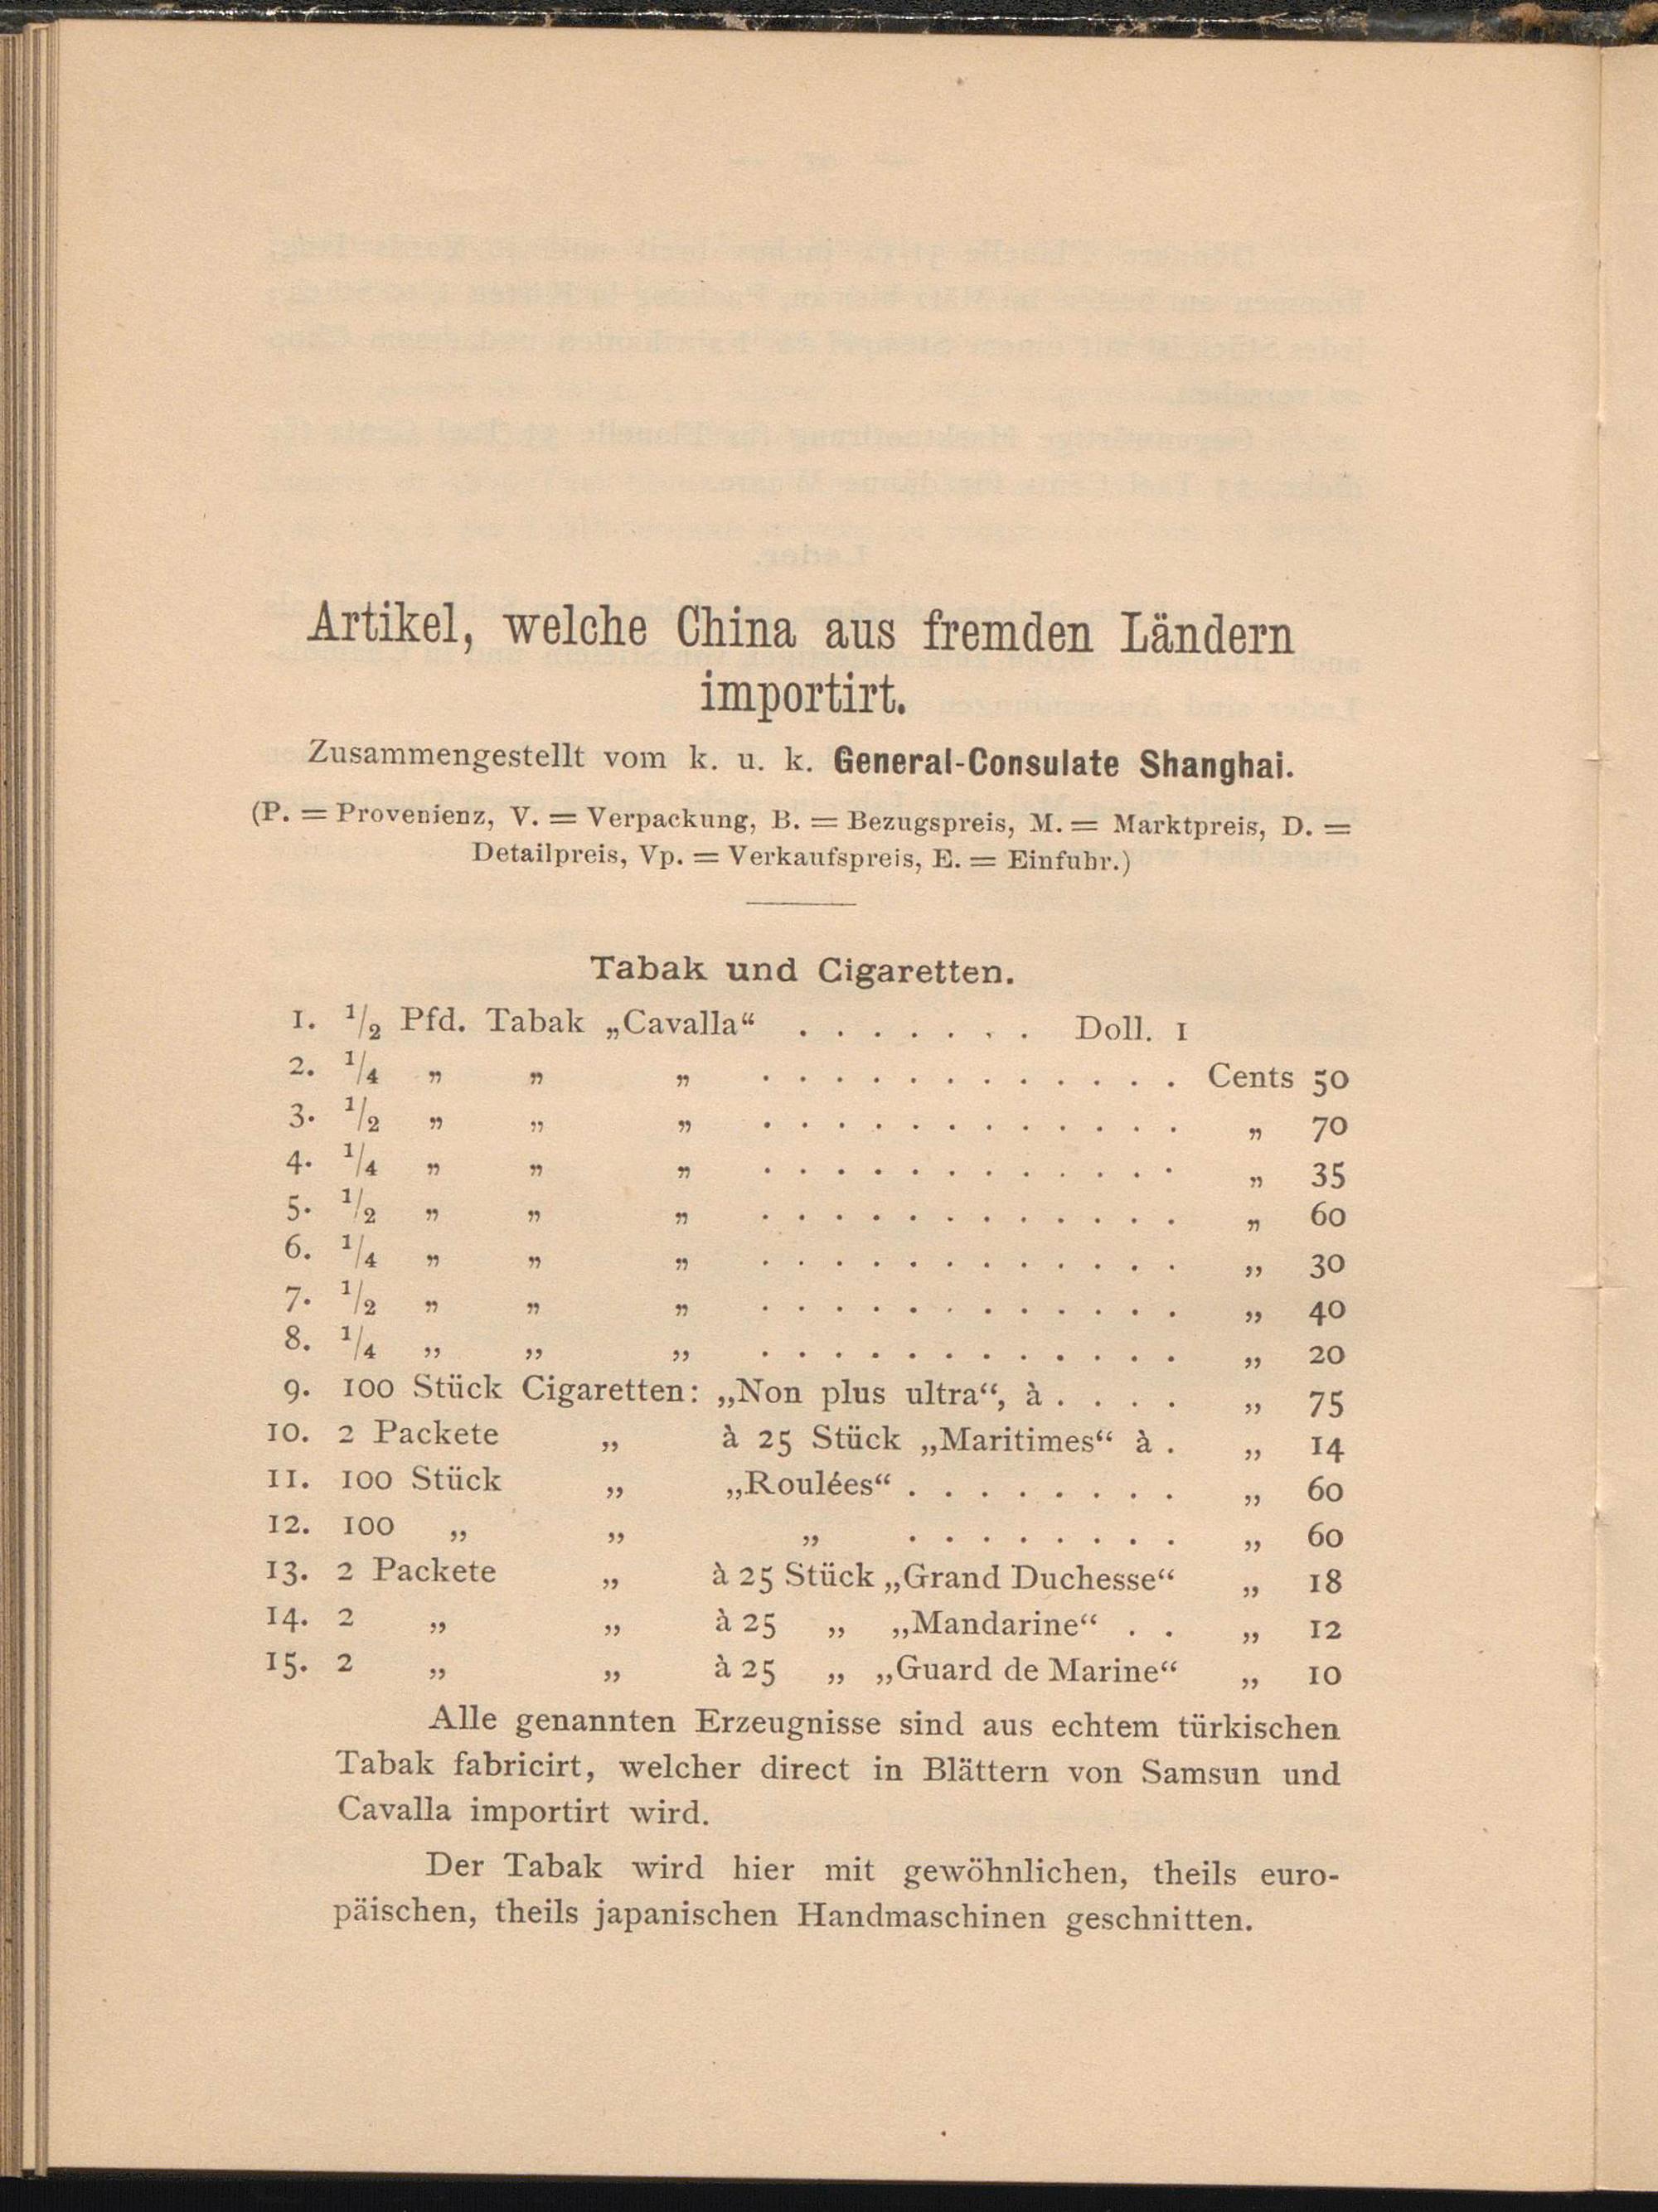 Artikel, welche China aus fremden Ländern
importirt.
Zusammengestellt vom k. u. k. General-Consulate Shanghai.
(P. = Provenienz, V. = Verpackung, B. = Bezugspreis, M. = Marktpreis, D. =
Detailpreis, Vp. = Verkaufspreis, E. = Einfuhr.)
Tabak und Cigaretten.
1. 1/2 Pfd. Tabak „Cavalla“ . . . . . . . Doll. 1
2. 1/4 „ „ „ . . . . . . . . . . . . Cents 50
3. 1/2 „ „ „ . . . . . . . . . . . . „ 70
4. 1/4 „ „ „ . . . . . . . . . . . . „ 35
5. 1/2 „ „ „ . . . . . . . . . . . . „ 60
6. 1/4 „ „ „ . . . . . . . . . . . . „ 30
7. 1/2 „ „ „ . . . . . . . . . . . . „ 40
8. 1/4 „ „ „ . . . . . . . . . . . . „ 20
9. 100 Stück Cigaretten: „Non plus ultra“, à . . . . „ 75
10. 2 Packete „ à 25 Stück „Maritimes“ à . „ 14
11. 100 Stück „ „Roulées“ . . . . . . . . „ 60
12. 100 „ „ „ . . . . . . . . „ 60
13. 2 Packete „ à 25 Stück „Grand Duchesse“ „ 18
14. 2 „ „ à 25 „ „Mandarine“ . . „ 12
15. 2 „ „ à 25 „ „Guard de Marine“ „ 10
Alle genannten Erzeugnisse sind aus echtem türkischen
Tabak fabricirt, welcher direct in Blättern von Samsun und
Cavalla importirt wird.
Der Tabak wird hier mit gewöhnlichen, theils euro-
päischen, theils japanischen Handmaschinen geschnitten.